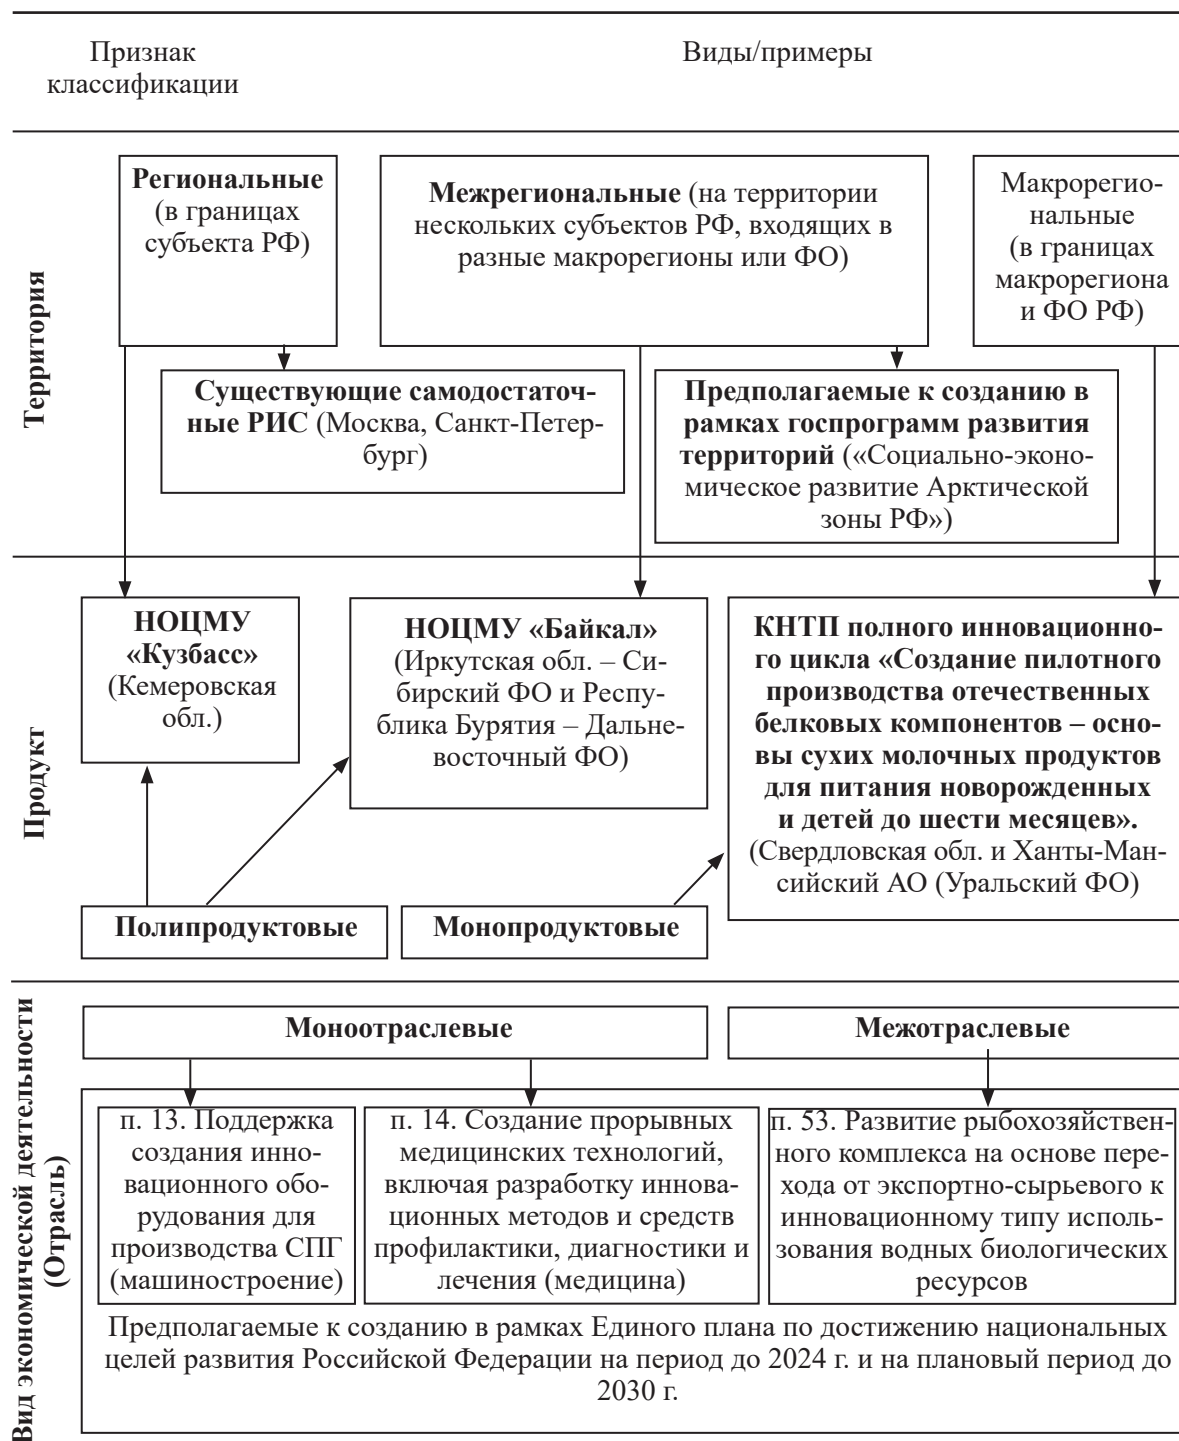 Признак
классификации
Виды/примеры
Территория
Региональные
(в границах
субъекта РФ)
Межрегиональные (на территории
нескольких субъектов РФ, входящих в
разные макрорегионы или ФО)
Макрорегио-
нальные
(в границах
макрорегиона
и ФО РФ)
Существующие самодостаточ-
ные РИС (Москва, Санкт-Петер-
бург)
Предполагаемые к созданию в
рамках госпрограмм развития
территорий («Социально-эконо-
мическое развитие Арктической
зоны РФ»)
Продукт
НОЦМУ
«Кузбасс»
(Кемеровская
обл.)
НОЦМУ «Байкал»
(Иркутская обл. – Си-
бирский ФО и Респу-
блика Бурятия – Дальне-
восточный ФО)
КНТП полного инновационно-
го цикла «Создание пилотного
производства отечественных
белковых компонентов – осно-
вы сухих молочных продуктов
для питания новорожденных
и детей до шести месяцев».
(Свердловская обл. и Ханты-Ман-
сийский АО (Уральский ФО)
Полипродуктовые
Монопродуктовые
Вид экономической деятельности
(Отрасль)
Моноотраслевые
Межотраслевые
п. 13. Поддержка
создания инно-
вационного обо-
рудования для
производства СПГ
(машиностроение)
п. 14. Создание прорывных
медицинских технологий,
включая разработку иннова-
ционных методов и средств
профилактики, диагностики и
лечения (медицина)
п. 53. Развитие рыбохозяйствен-
ного комплекса на основе пере-
хода от экспортно-сырьевого к
инновационному типу исполь-
зования водных биологических
ресурсов
Предполагаемые к созданию в рамках Единого плана по достижению национальных
целей развития Российской Федерации на период до 2024 г. и на плановый период до
2030 г.